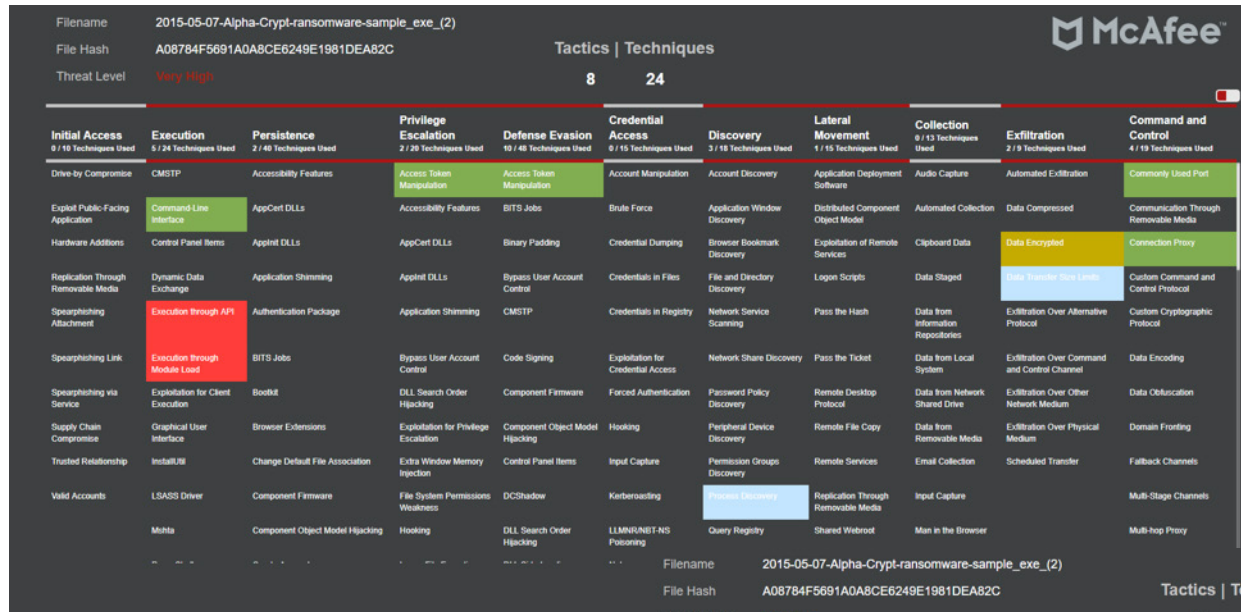 Filename 2015-05-07-Alpha-Crypt-ransomware-sample_exe_(2)
File Hash A08784F5691A0A8CE6249E1981DEA82C
Threat Level Very High
Tactics | Techniques
8 24
McAfee™
Initial Access
0 / 10 Techniques Used
Drive-by Compromise
Exploit Public-Facing
Application
Hardware Additions
Replication Through
Removable Media
Spearphishing
Attachment
Spearphishing Link
Spearphishing via
Service
Supply Chain
Compromise
Trusted Relationship
Valid Accounts
Execution
5 / 24 Techniques Used
CMSTP
Command-Line
Interface
Control Panel Items
Dynamic Data
Exchange
Execution through API
Execution through
Module Load
Exploitation for Client
Execution
Graphical User
Interface
InstallUtil
LSASS Driver
Mshta
Persistence
2 / 40 Techniques Used
Accessibility Features
AppCert DLLs
AppInit DLLs
Application Shimming
Authentication Package
BITS Jobs
Bootkit
Browser Extensions
Change Default File Association
Component Firmware
Component Object Model Hijacking
Privilege
Escalation
2 / 20 Techniques Used
Access Token
Manipulation
Accessibility Features
AppCert DLLs
AppInit DLLs
Application Shimming
Bypass User Account
Control
DLL Search Order
Hijacking
Exploitation for Privilege
Escalation
Extra Window Memory
Injection
File System Permissions
Weakness
Hooking
Defense Evasion
10 / 48 Techniques Used
Access Token
Manipulation
BITS Jobs
Binary Padding
Bypass User Account
Control
CMSTP
Code Signing
Component Firmware
Component Object Model
Hijacking
Control Panel Items
DCShadow
DLL Search Order
Hijacking
Credential
Access
0 / 15 Techniques Used
Account Manipulation
Brute Force
Credential Dumping
Credentials in Files
Credentials in Registry
Exploitation for
Credential Access
Forced Authentication
Hooking
Input Capture
Kerberoasting
LLMNR/NBT-NS
Poisoning
Discovery
3 / 18 Techniques Used
Account Discovery
Application Window
Discovery
Browser Bookmark
Discovery
File and Directory
Discovery
Network Service
Scanning
Network Share Discovery
Password Policy
Discovery
Peripheral Device
Discovery
Permission Groups
Discovery
Process Discovery
Query Registry
Lateral
Movement
1 / 15 Techniques Used
Application Deployment
Software
Distributed Component
Object Model
Exploitation of Remote
Services
Logon Scripts
Pass the Hash
Pass the Ticket
Remote Desktop
Protocol
Remote File Copy
Remote Services
Replication Through
Removable Media
Shared Webroot
Collection
0 / 13 Techniques
Used
Audio Capture
Automated Collection
Clipboard Data
Data Staged
Data from
Information
Repositories
Data from Local
System
Data from Network
Shared Drive
Data from
Removable Media
Email Collection
Input Capture
Man in the Browser
Exfiltration
2 / 9 Techniques Used
Automated Exfiltration
Data Compressed
Data Encrypted
Data Transfer Size Limits
Exfiltration Over Alternative
Protocol
Exfiltration Over Command
and Control Channel
Exfiltration Over Other
Network Medium
Exfiltration Over Physical
Medium
Scheduled Transfer
Command and
Control
4 / 19 Techniques Used
Commonly Used Port
Communication Through
Removable Media
Connection Proxy
Custom Command and
Control Protocol
Custom Cryptographic
Protocol
Data Encoding
Data Obfuscation
Domain Fronting
Fallback Channels
Multi-Stage Channels
Multi-hop Proxy
Filename 2015-05-07-Alpha-Crypt-ransomware-sample_exe_(2)
File Hash A08784F5691A0A8CE6249E1981DEA82C
Tactics | T